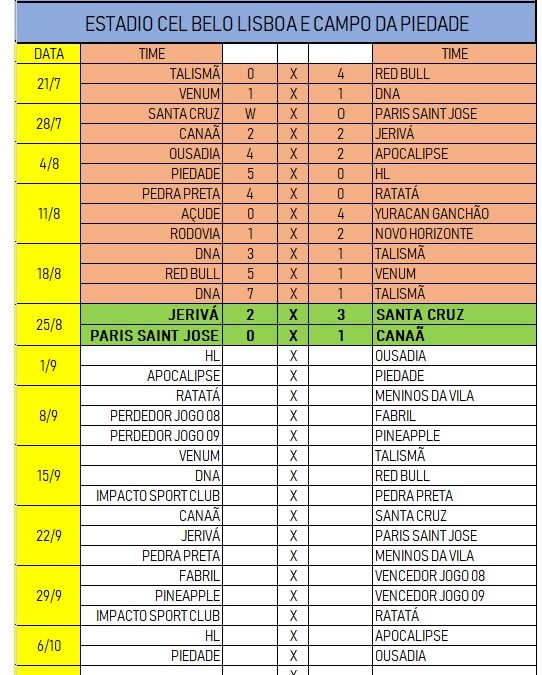 ESTADIO CEL BELO LISBOA E CAMPO DA PIEDADE
DATA TIME TIME
21/7
TALISMÃ 0 X 4 RED BULL
VENUM 1 X 1 DNA
28/7
SANTA CRUZ W X O PARIS SAINT JOSE
CANAÃ 2 X 2 JERIVÁ
4/8
OUSADIA 4 X 2 APOCALIPSE
PIEDADE 5 X 0 HL
11/8
PEDRA PRETA 4 X 0 RATATÁ
AÇUDE 0 X 4 YURACAN GANCHÃO
RODOVIA 1 X 2 NOVO HORIZONTE
18/8
DNA 3 X 1 TALISMÃ
RED BULL 5 X 1 VENUM
DNA 7 X 1 TALISMÃ
25/8
JERIVÁ 2 X 3 SANTA CRUZ
PARIS SAINT JOSE 0 X 1 CANAÃ
1/9
HL X OUSADIA
APOCALIPSE X PIEDADE
8/9
RATATÁ X MENINOS DA VILA
PERDEDOR JOGO 08 X FABRIL
PERDEDOR JOGO 09 X PINEAPPLE
15/9
VENUM X TALISMÃ
DNA X RED BULL
IMPACTO SPORT CLUB X PEDRA PRETA
22/9
CANAÃ X SANTA CRUZ
JERIVÁ X PARIS SAINT JOSE
PEDRA PRETA X MENINOS DA VILA
29/9
FABRIL X VENCEDOR JOGO 08
PINEAPPLE X VENCEDOR JOGO 09
IMPACTO SPORT CLUB X RATATÁ
6/10
HL X APOCALIPSE
PIEDADE X OUSADIA
X